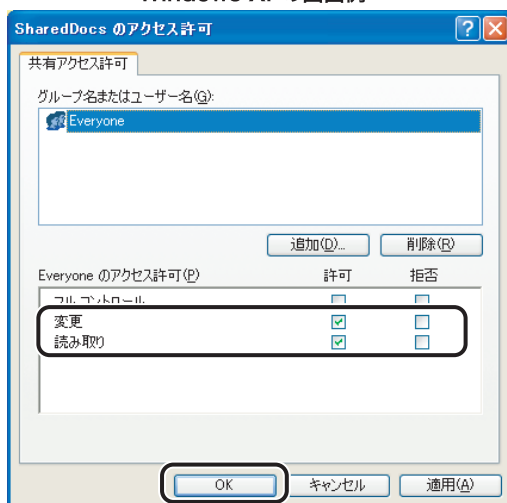 SharedDocs のアクセス許可
共有アクセス許可
グループ名またはユーザー名(G):
Everyone
追加(D)... 削除(R)
Everyone のアクセス許可(P) 許可 拒否
フル コントロール
変更
読み取り
OK キャンセル 適用(A)